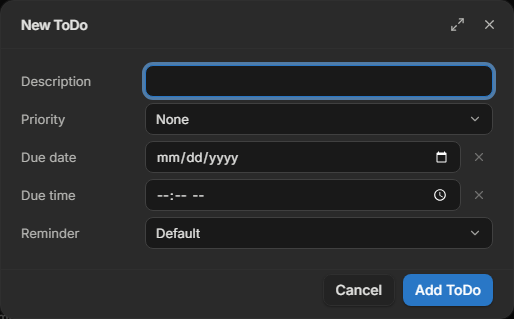 New ToDo
Description
Priority
None
Due date
mm/dd/yyyy
Due time
--:-- --
Reminder
Default
Cancel
Add ToDo